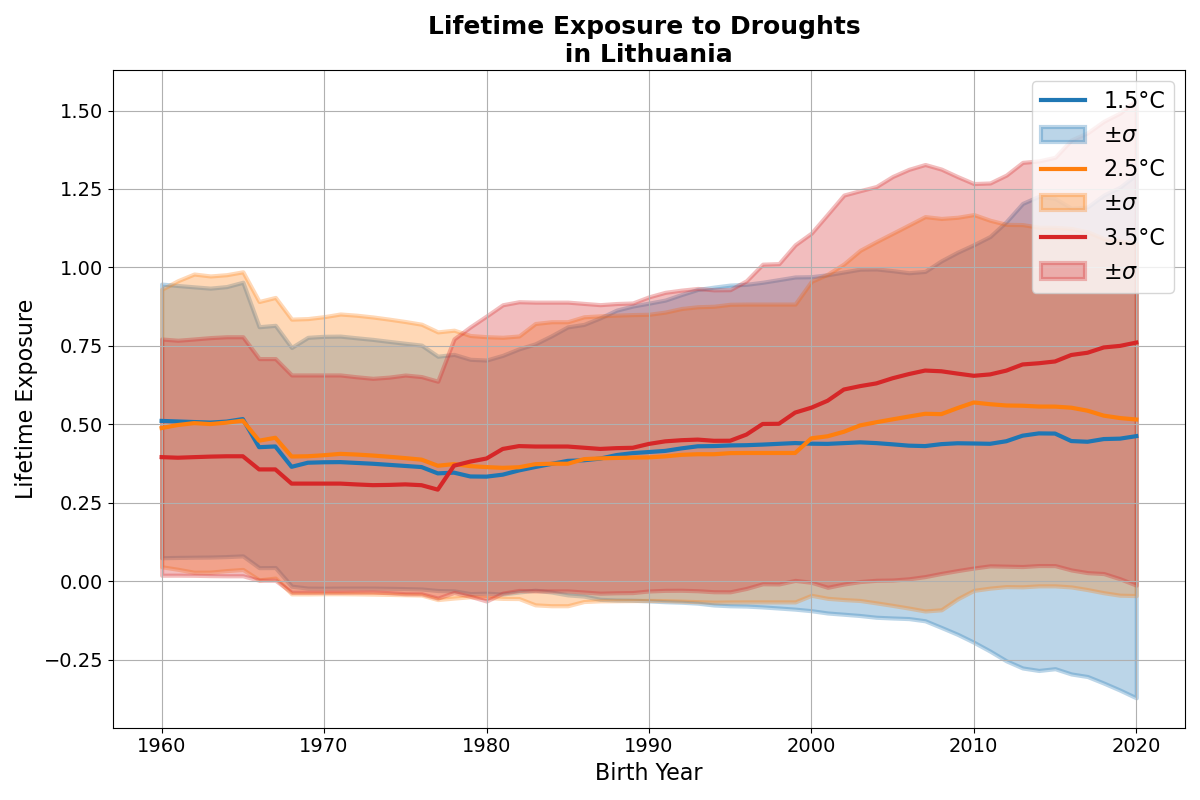 Lifetime Exposure to Droughts
in Lithuania
1.5°C
±σ
2.5°C
±σ
3.5°C
±σ
Lifetime Exposure
1.50
1.25
1.00
0.75
0.50
0.25
0.00
−0.25
1960
1970
1980
1990
2000
2010
2020
Birth Year